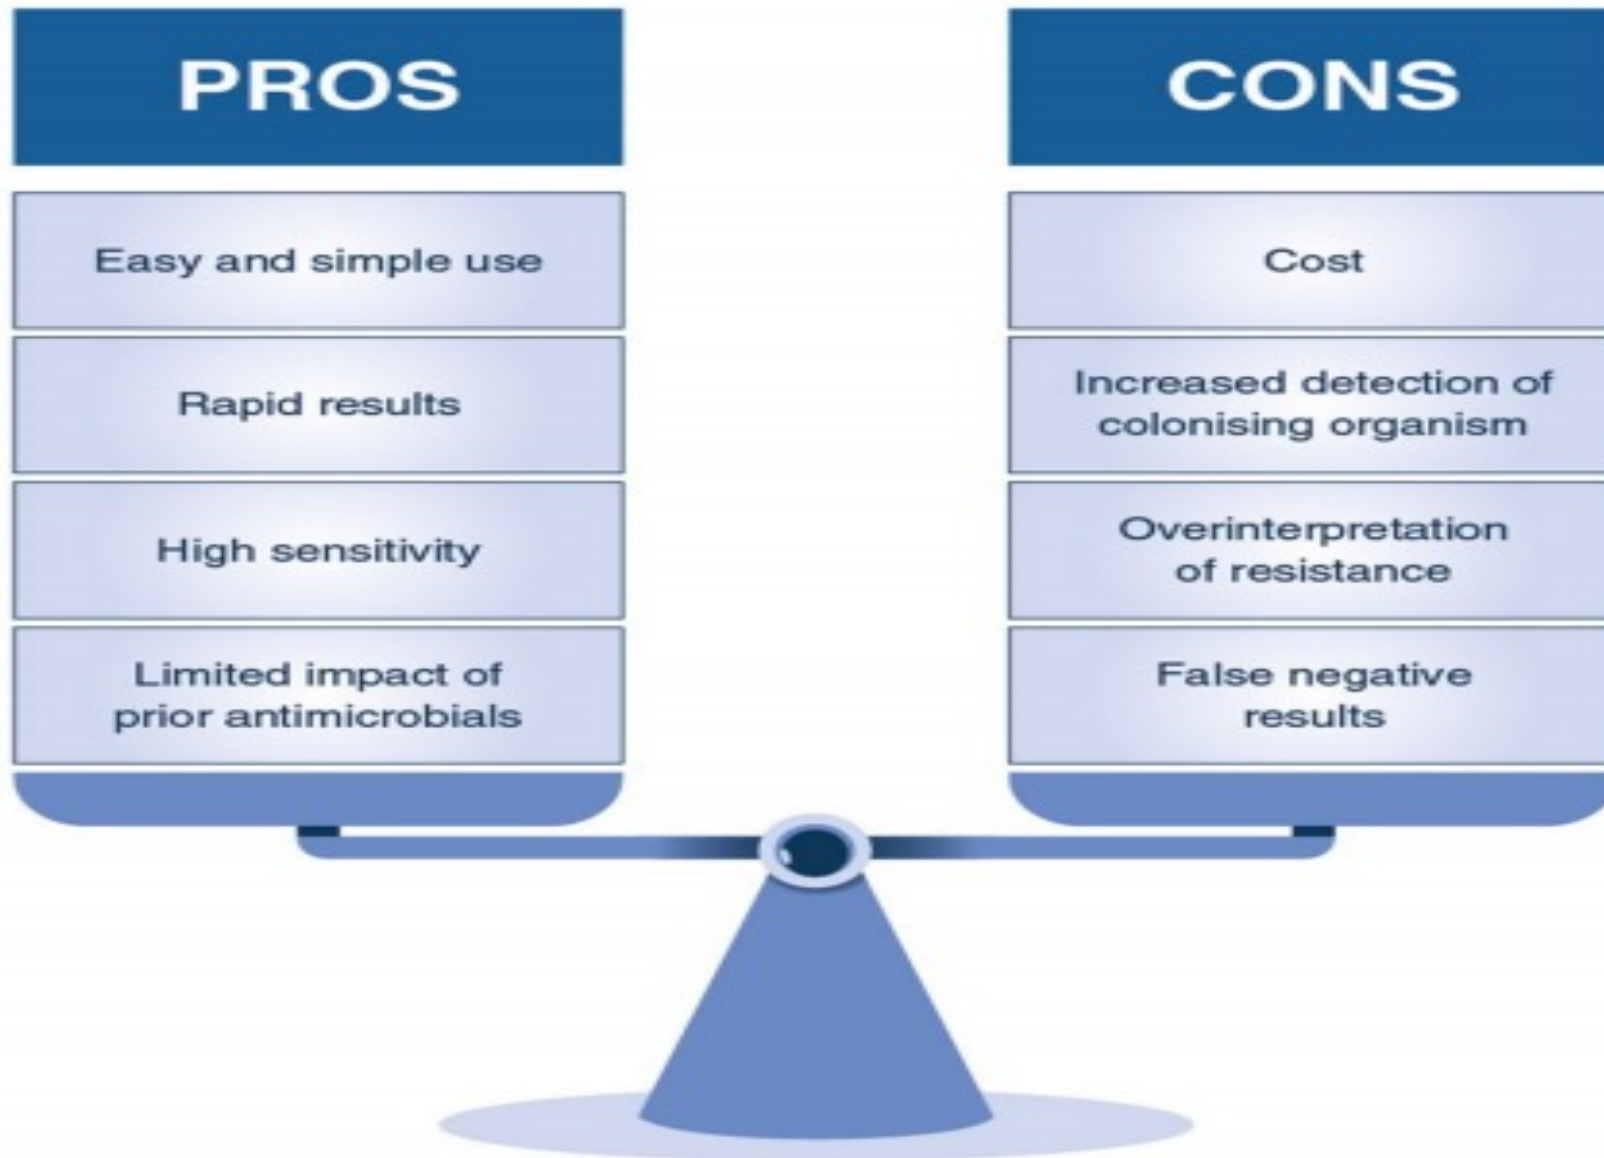 PROS
Easy and simple use
Rapid results
High sensitivity
Limited impact of
prior antimicrobials
CONS
Cost
Increased detection of
colonising organism
Overinterpretation
of resistance
False negative
results